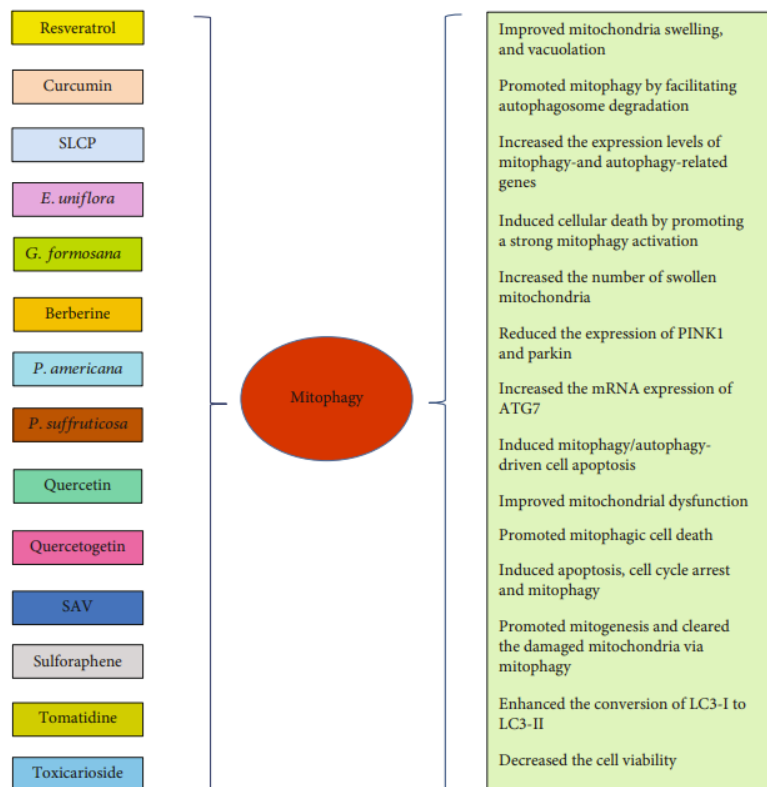 Resveratrol
Curcumin
SLCP
E. uniflora
G. formosana
Berberine
P. americana
P. suffruticosa
Quercetin
Quercetogetin
SAV
Sulforaphene
Tomatidine
Toxicarioside
Mitophagy
Improved mitochondria swelling,
and vacuolation
Promoted mitophagy by facilitating
autophagosome degradation
Increased the expression levels of
mitophagy-and autophagy-related
genes
Induced cellular death by promoting
a strong mitophagy activation
Increased the number of swollen
mitochondria
Reduced the expression of PINK1
and parkin
Increased the mRNA expression of
ATG7
Induced mitophagy/autophagy-
driven cell apoptosis
Improved mitochondrial dysfunction
Promoted mitophagic cell death
Induced apoptosis, cell cycle arrest
and mitophagy
Promoted mitogenesis and cleared
the damaged mitochondria via
mitophagy
Enhanced the conversion of LC3-I to
LC3-II
Decreased the cell viability